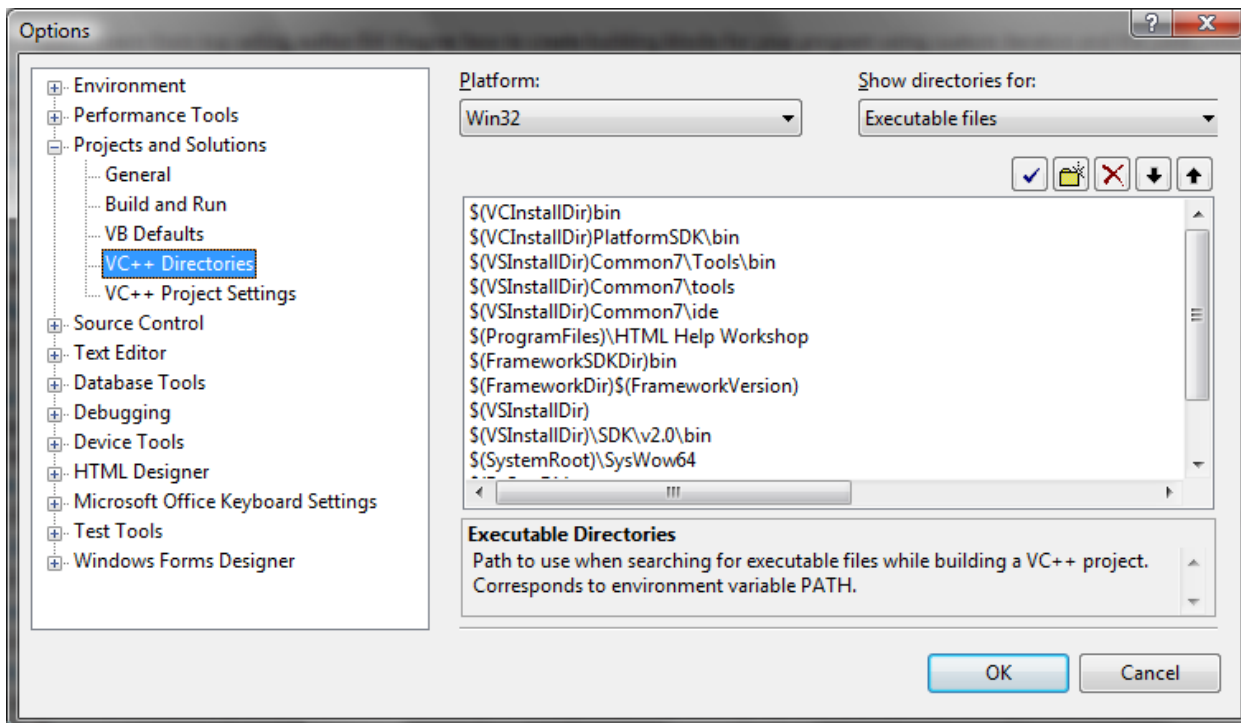 Options
Environment
Performance Tools
Projects and Solutions
General
Build and Run
VB Defaults
VC++ Directories
VC++ Project Settings
Source Control
Text Editor
Database Tools
Debugging
Device Tools
HTML Designer
Microsoft Office Keyboard Settings
Test Tools
Windows Forms Designer
Platform:
Win32
Show directories for:
Executable files
$(VCInstallDir)bin
$(VCInstallDir)PlatformSDK\bin
$(VSInstallDir)Common7\Tools\bin
$(VSInstallDir)Common7\tools
$(VSInstallDir)Common7\ide
$(ProgramFiles)\HTML Help Workshop
$(FrameworkSDKDir)bin
$(FrameworkDir)$(FrameworkVersion)
$(VSInstallDir)
$(VSInstallDir)\SDK\v2.0\bin
$(SystemRoot)\SysWow64
Executable Directories
Path to use when searching for executable files while building a VC++ project.
Corresponds to environment variable PATH.
OK
Cancel